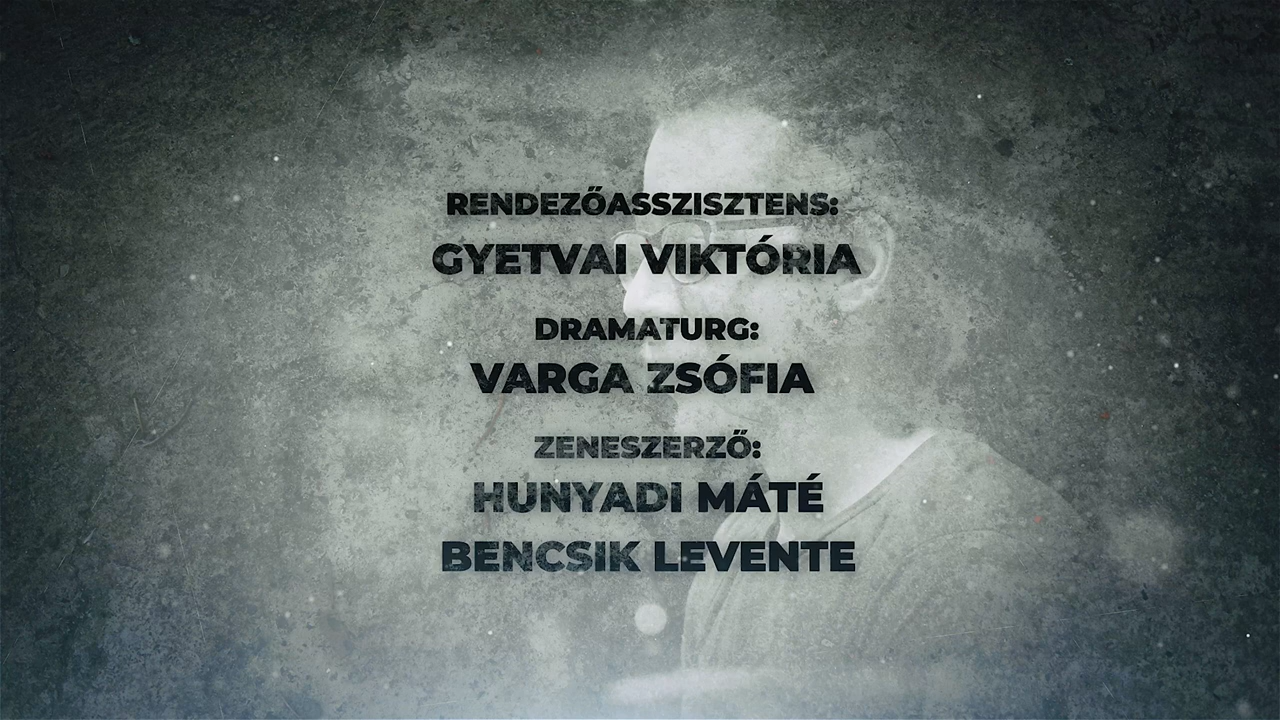 RENDEZŐASSZISZTENS:
GYETVAI VIKTÓRIA
DRAMATURG:
VARGA ZSÓFIA
ZENESZERZŐ:
HUNYADI MÁTÉ
BENCSIK LEVENTE